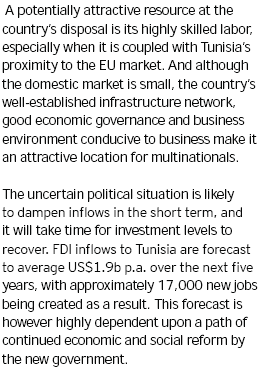 A potentially attractive resource at the
country's disposal is its highly skilled labor,
especially when it is coupled with Tunisia's
proximity to the EU market. And although
the domestic market is small, the country's
well-established infrastructure network,
good economic governance and business
environment conducive to business make it
an attractive location for multinationals.

The uncertain political situation is likely
to dampen inflows in the short term, and
it will take time for investment levels to
recover. FDI inflows to Tunisia are forecast
to average US$1.9b p.a. over the next five
years, with approximately 17,000 new jobs
being created as a result. This forecast is
however highly dependent upon a path of
continued economic and social reform by
the new government.